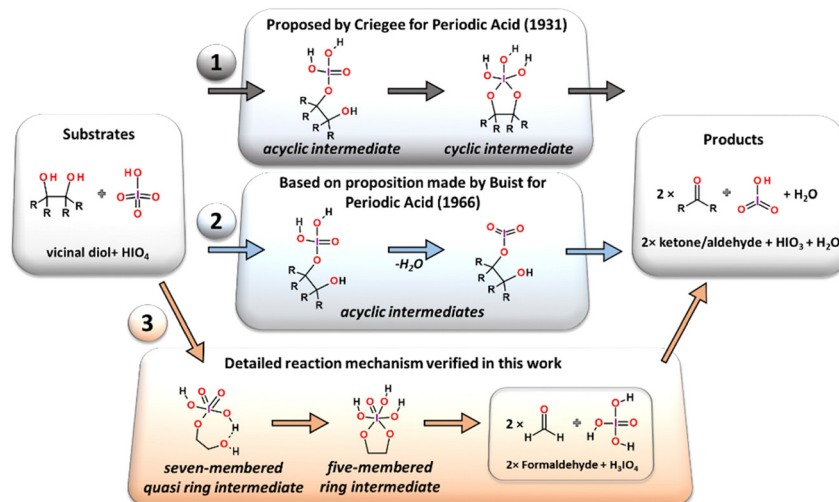 Proposed by Criegee for Periodic Acid (1931)
1
acyclic intermediate
cyclic intermediate
Substrates
vicinal diol+ HIO₄
Based on proposition made by Buist for
Periodic Acid (1966)
2
-H₂O
acyclic intermediates
Products
2 × + + H₂O
2× ketone/aldehyde + HIO₃ + H₂O
3
Detailed reaction mechanism verified in this work
seven-membered
quasi ring intermediate
five-membered
ring intermediate
2 × +
2× Formaldehyde + H₃IO₄